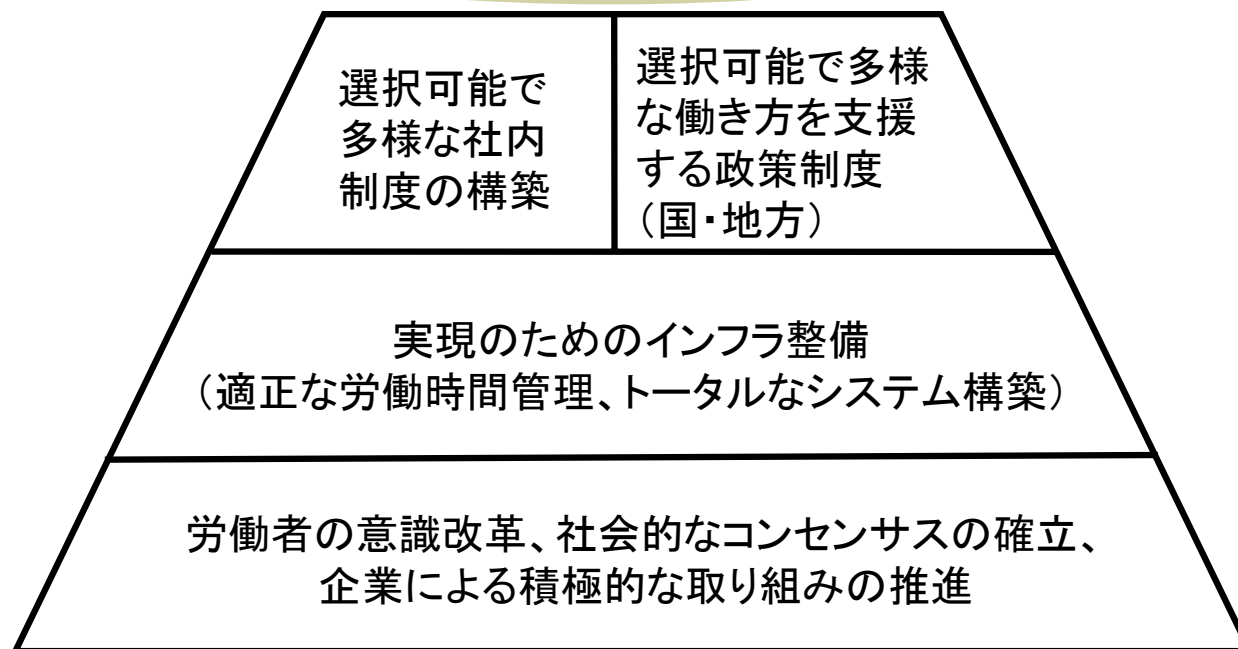 選択可能で
多様な社内
制度の構築
選択可能で多様
な働き方を支援
する政策制度
（国・地方）
実現のためのインフラ整備
（適正な労働時間管理、トータルなシステム構築）
労働者の意識改革、社会的なコンセンサスの確立、
企業による積極的な取り組みの推進